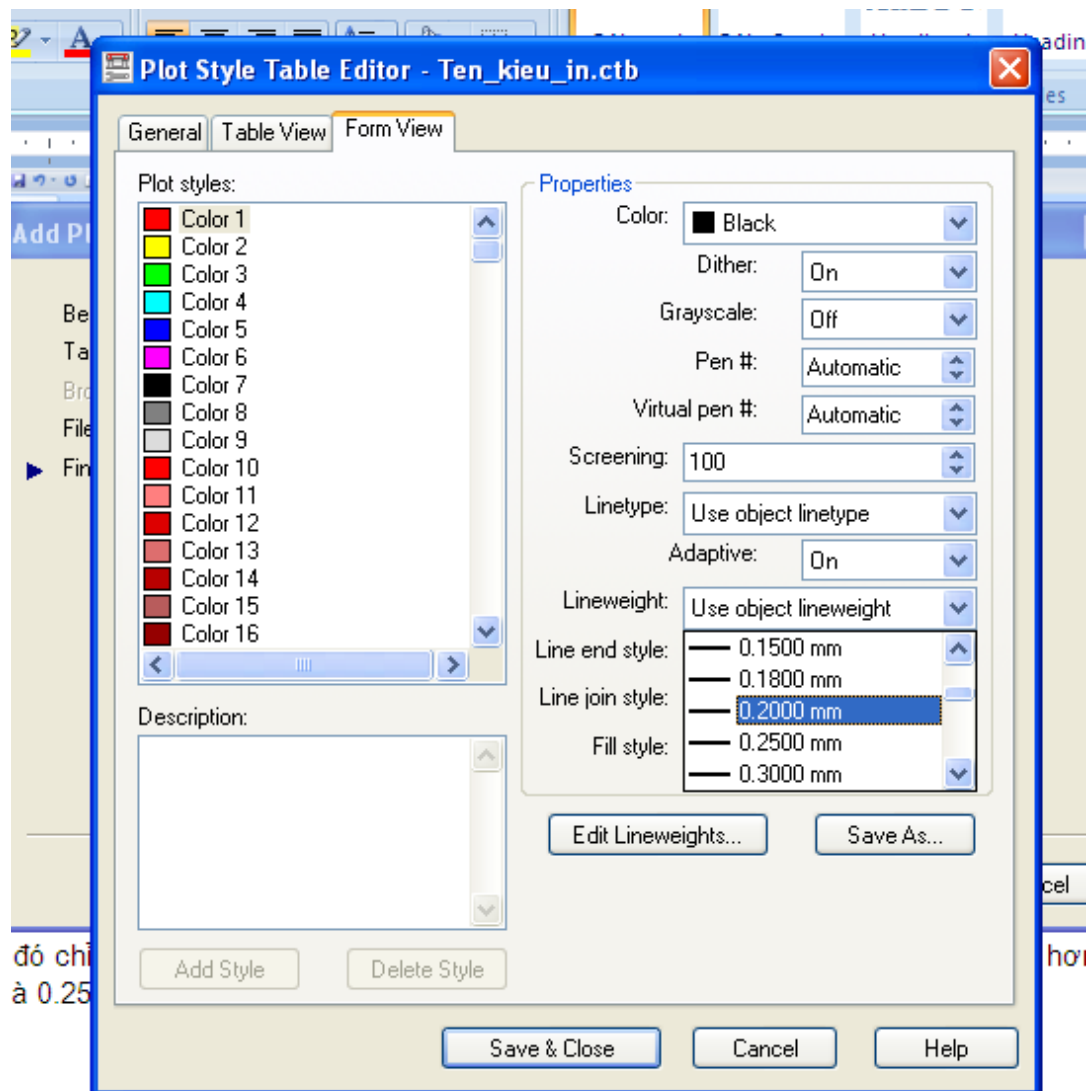 Plot Style Table Editor - Ten_kieu_in.ctb
es
General Table View Form View
Plot styles:
Color 1
Color 2
Color 3
Color 4
Color 5
Color 6
Color 7
Color 8
Color 9
Color 10
Color 11
Color 12
Color 13
Color 14
Color 15
Color 16
Description:
Add Style Delete Style
Properties
Color: Black
Dither: On
Grayscale: Off
Pen #: Automatic
Virtual pen #: Automatic
Screening: 100
Linetype: Use object linetype
Adaptive: On
Lineweight: Use object lineweight
Line end style:
Line join style:
Fill style:
0.1500 mm
0.1800 mm
0.2000 mm
0.2500 mm
0.3000 mm
Edit Lineweights... Save As...
Save & Close Cancel Help
Add Pl
Be
Ta
Bro
File
Fin
cel
đó chỉ
hơn
à 0.25